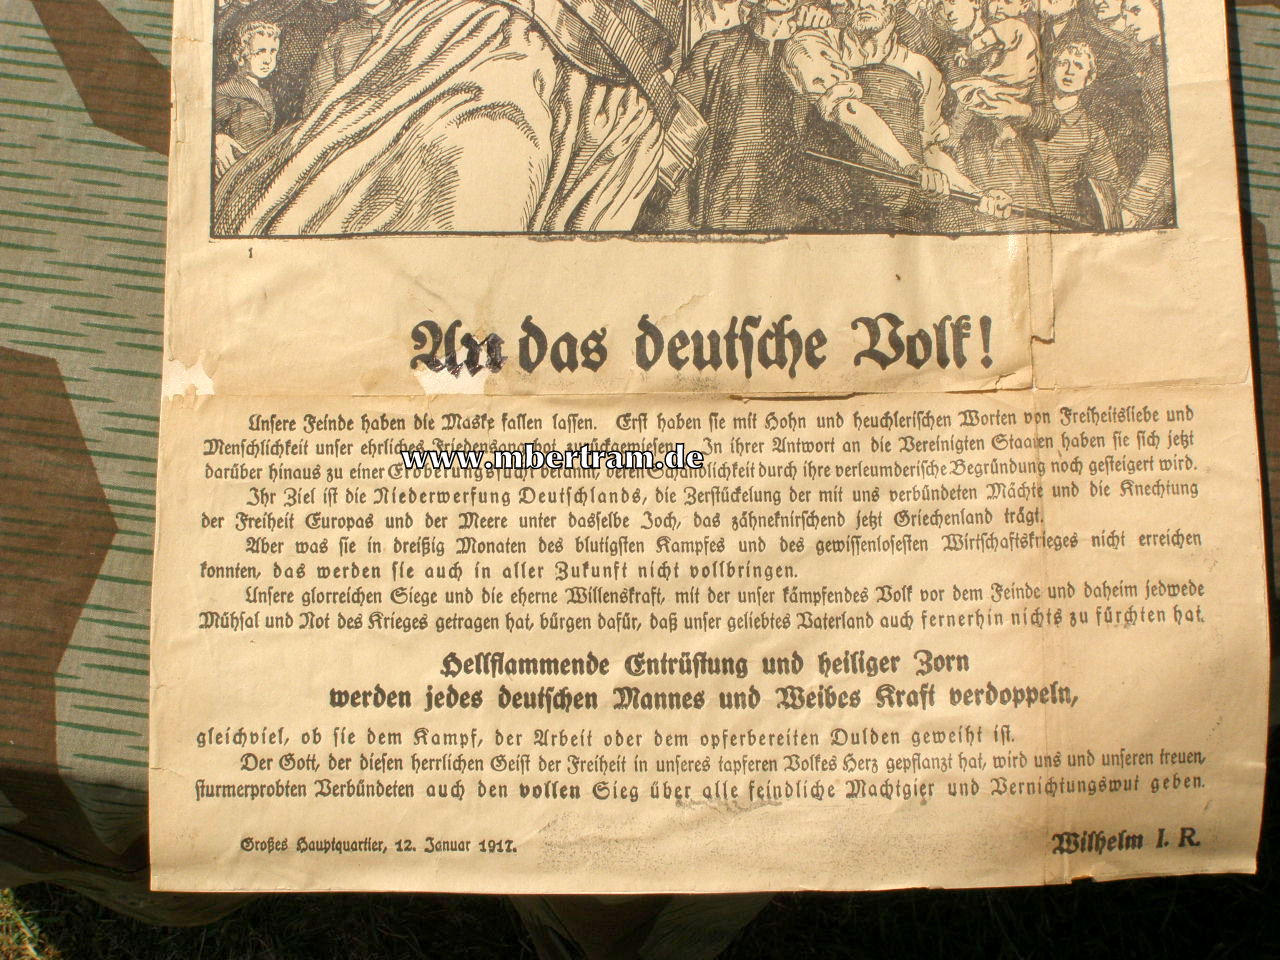 1
An das deutsche Volk!
Unsere Feinde haben die Maske fallen lassen. Erst haben sie mit Hohn und heuchlerischen Worten von Freiheitsliebe und
Menschlichkeit unser ehrliches Friedensangebot zurückgewiesen. In ihrer Antwort an die Vereinigten Staaten haben sie sich jetzt
www.mbertram.de
darüber hinaus zu einer Eroberungssucht bekannt, deren Schändlichkeit durch ihre verleumderische Begründung noch gesteigert wird.
Ihr Ziel ist die Niederwerfung Deutschlands, die Zerstückelung der mit uns verbündeten Mächte und die Knechtung
der Freiheit Europas und der Meere unter dasselbe Joch, das zähneknirschend jetzt Griechenland trägt.
Aber was sie in dreißig Monaten des blutigsten Kampfes und des gewissenlosesten Wirtschaftskrieges nicht erreichen
konnten, das werden sie auch in aller Zukunft nicht vollbringen.
Unsere glorreichen Siege und die eherne Willenskraft, mit der unser kämpfendes Volk vor dem Feinde und daheim jedwede
Mühsal und Not des Krieges getragen hat, bürgen dafür, daß unser geliebtes Vaterland auch fernerhin nichts zu fürchten hat.
Hellflammende Entrüstung und heiliger Zorn
werden jedes deutschen Mannes und Weibes Kraft verdoppeln,
gleichviel, ob sie dem Kampf, der Arbeit oder dem opferbereiten Dulden geweiht ist.
Der Gott, der diesen herrlichen Geist der Freiheit in unseres tapferen Volkes Herz gepflanzt hat, wird uns und unseren treuen,
sturmerprobten Verbündeten auch den vollen Sieg über alle feindliche Machtgier und Vernichtungswut geben.
Großes Hauptquartier, 12. Januar 1917.
Wilhelm I. R.